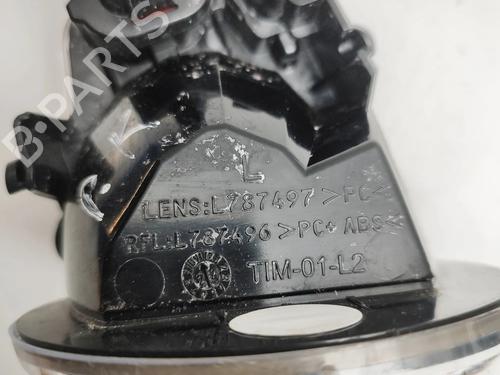 B-PARTS
L
LENS:L787497>PC<
RFL:L787496>PC+ABS<
TIM-01-L2